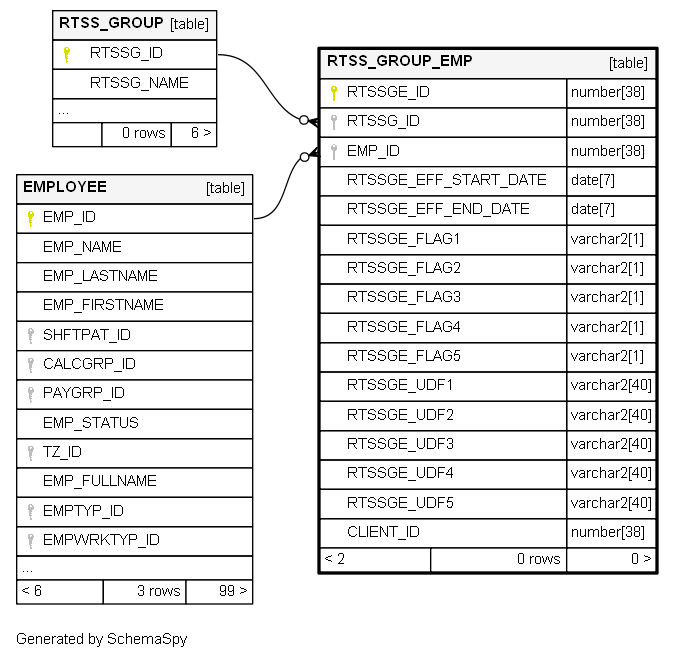 RTSS_GROUP [table]
RTSSG_ID
RTSSG_NAME
...
0 rows 6 >
EMPLOYEE [table]
EMP_ID
EMP_NAME
EMP_LASTNAME
EMP_FIRSTNAME
SHFTPAT_ID
CALCGRP_ID
PAYGRP_ID
EMP_STATUS
TZ_ID
EMP_FULLNAME
EMPTYP_ID
EMPWRKTYP_ID
...
< 6 3 rows 99 >
RTSS_GROUP_EMP [table]
RTSSGE_ID number[38]
RTSSG_ID number[38]
EMP_ID number[38]
RTSSGE_EFF_START_DATE date[7]
RTSSGE_EFF_END_DATE date[7]
RTSSGE_FLAG1 varchar2[1]
RTSSGE_FLAG2 varchar2[1]
RTSSGE_FLAG3 varchar2[1]
RTSSGE_FLAG4 varchar2[1]
RTSSGE_FLAG5 varchar2[1]
RTSSGE_UDF1 varchar2[40]
RTSSGE_UDF2 varchar2[40]
RTSSGE_UDF3 varchar2[40]
RTSSGE_UDF4 varchar2[40]
RTSSGE_UDF5 varchar2[40]
CLIENT_ID number[38]
< 2 0 rows 0 >
Generated by SchemaSpy